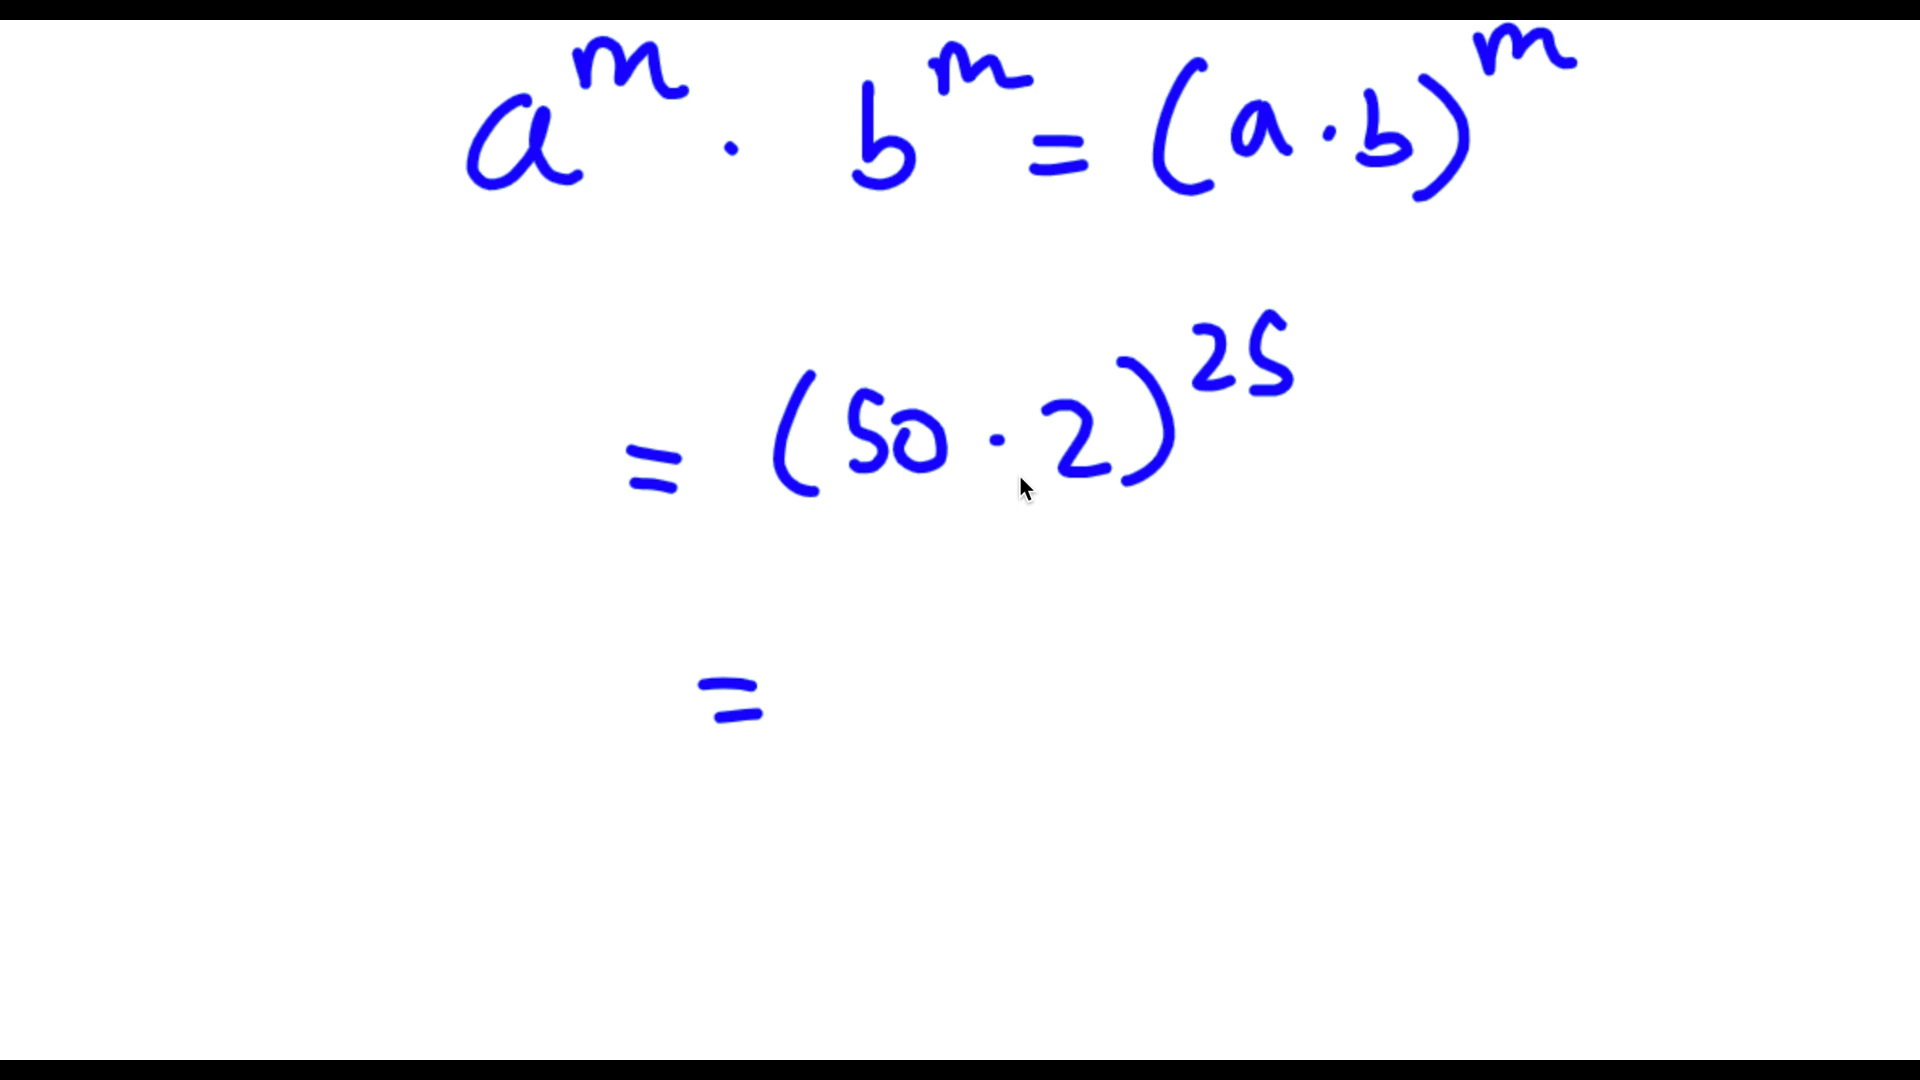 a^m · b^m = (a · b)^m
= (50 · 2)^25
=